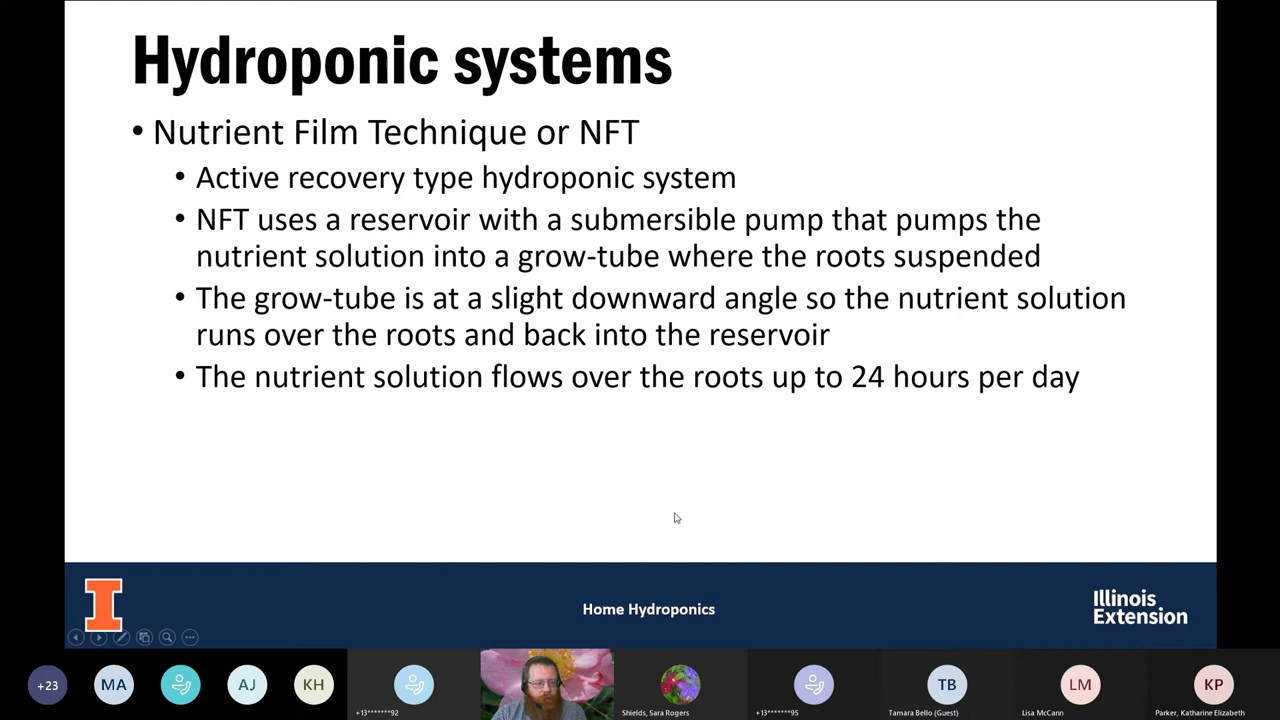 Hydroponic systems
• Nutrient Film Technique or NFT
• Active recovery type hydroponic system
• NFT uses a reservoir with a submersible pump that pumps the
nutrient solution into a grow-tube where the roots suspended
• The grow-tube is at a slight downward angle so the nutrient solution
runs over the roots and back into the reservoir
• The nutrient solution flows over the roots up to 24 hours per day
I
Home Hydroponics
Illinois
Extension
+23
MA
AJ
KH
+13*******92
Shields, Sara Rogers
+13*******95
TB
Tamara Bello (Guest)
LM
Lisa McCann
KP
Parker, Katharine Elizabeth